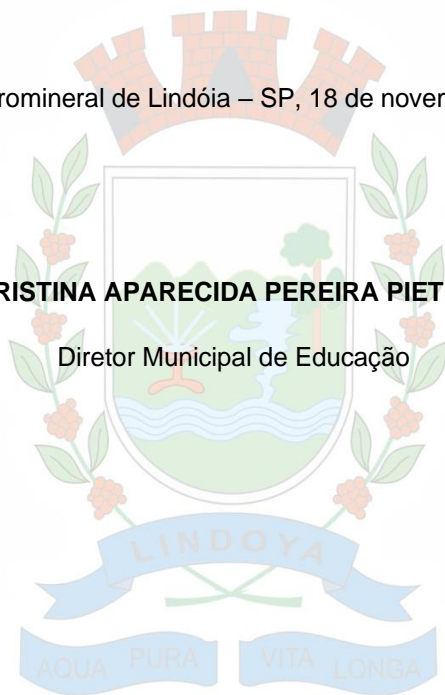 romineral de Lindóia – SP, 18 de novem
RISTINA APARECIDA PEREIRA PIET
Diretor Municipal de Educação
LINDOYA
AQUA PURA VITA LONGA